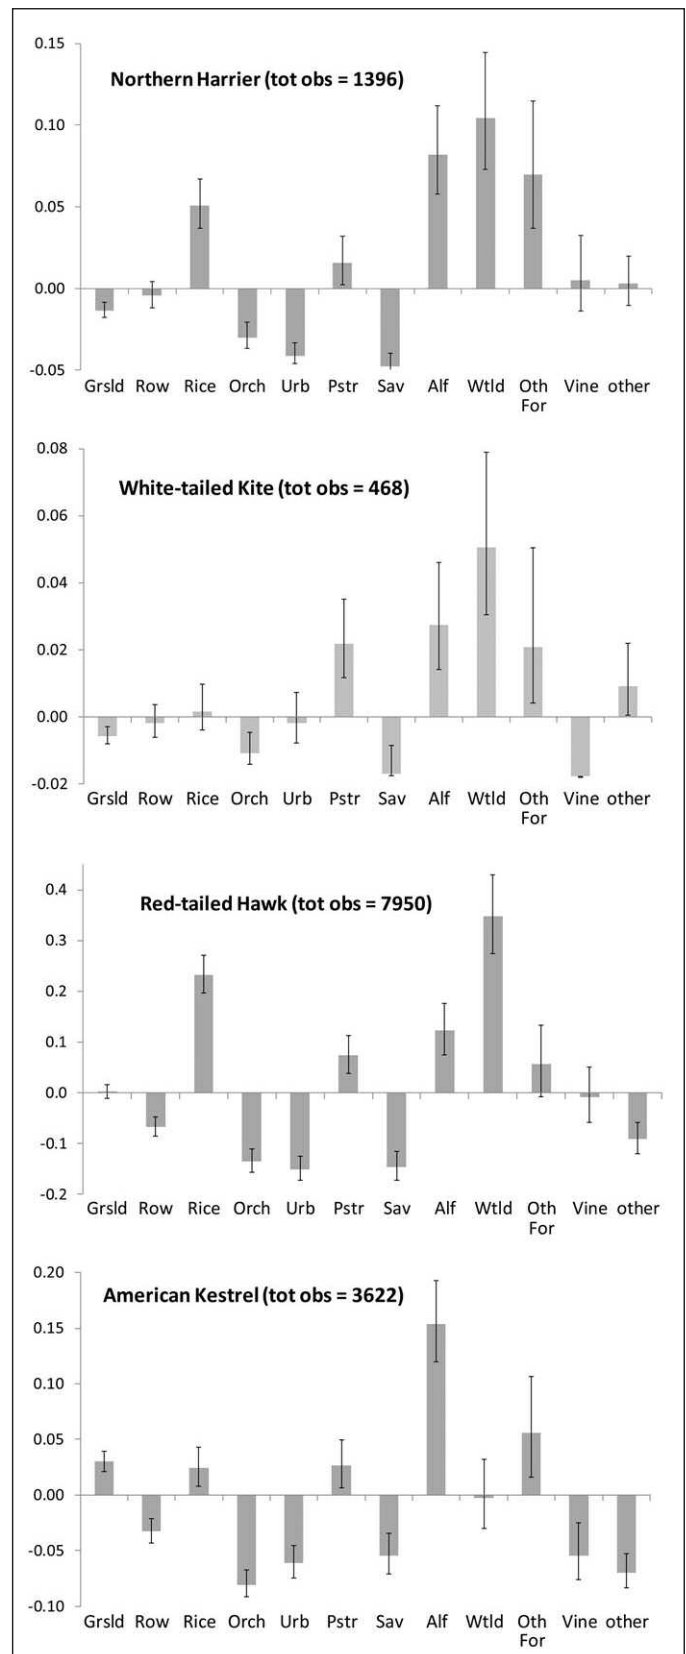 0.15
Northern Harrier (tot obs = 1396)
0.10
0.05
0.00
-0.05
Grsld Row Rice Orch Urb Pstr Sav Alf Wtld Oth Vine other
For
0.08
White-tailed Kite (tot obs = 468)
0.06
0.04
0.02
0.00
-0.02
Grsld Row Rice Orch Urb Pstr Sav Alf Wtld Oth Vine other
For
0.4
Red-tailed Hawk (tot obs = 7950)
0.3
0.2
0.1
0.0
-0.1
-0.2
Grsld Row Rice Orch Urb Pstr Sav Alf Wtld Oth Vine other
For
0.20
American Kestrel (tot obs = 3622)
0.15
0.10
0.05
0.00
-0.05
-0.10
Grsld Row Rice Orch Urb Pstr Sav Alf Wtld Oth Vine other
For